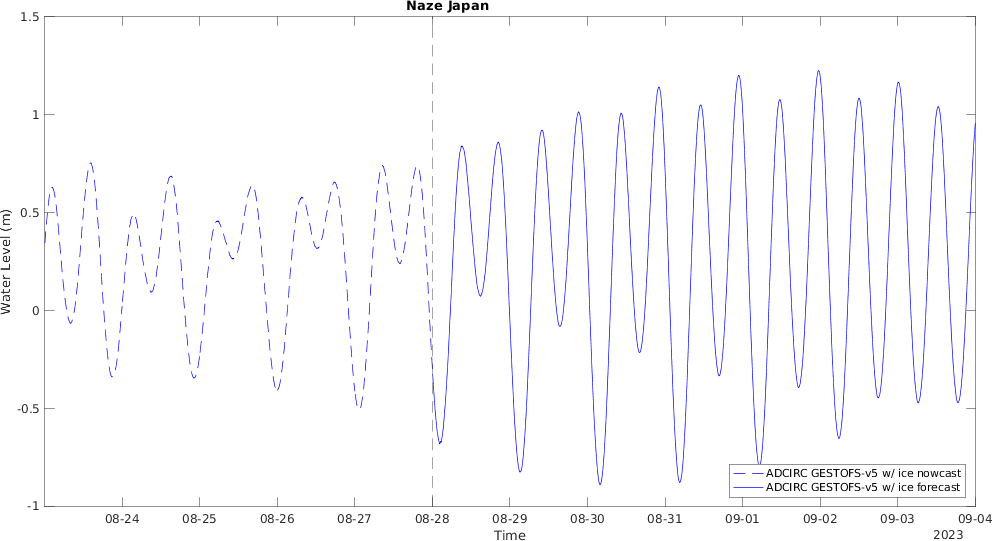 Naze Japan
Water Level (m)
1.5
1
0.5
0
-0.5
-1
ADCIRC GESTOFS-v5 w/ ice nowcast
ADCIRC GESTOFS-v5 w/ ice forecast
08-24 08-25 08-26 08-27 08-28 08-29 08-30 08-31 09-01 09-02 09-03 09-04
Time
2023